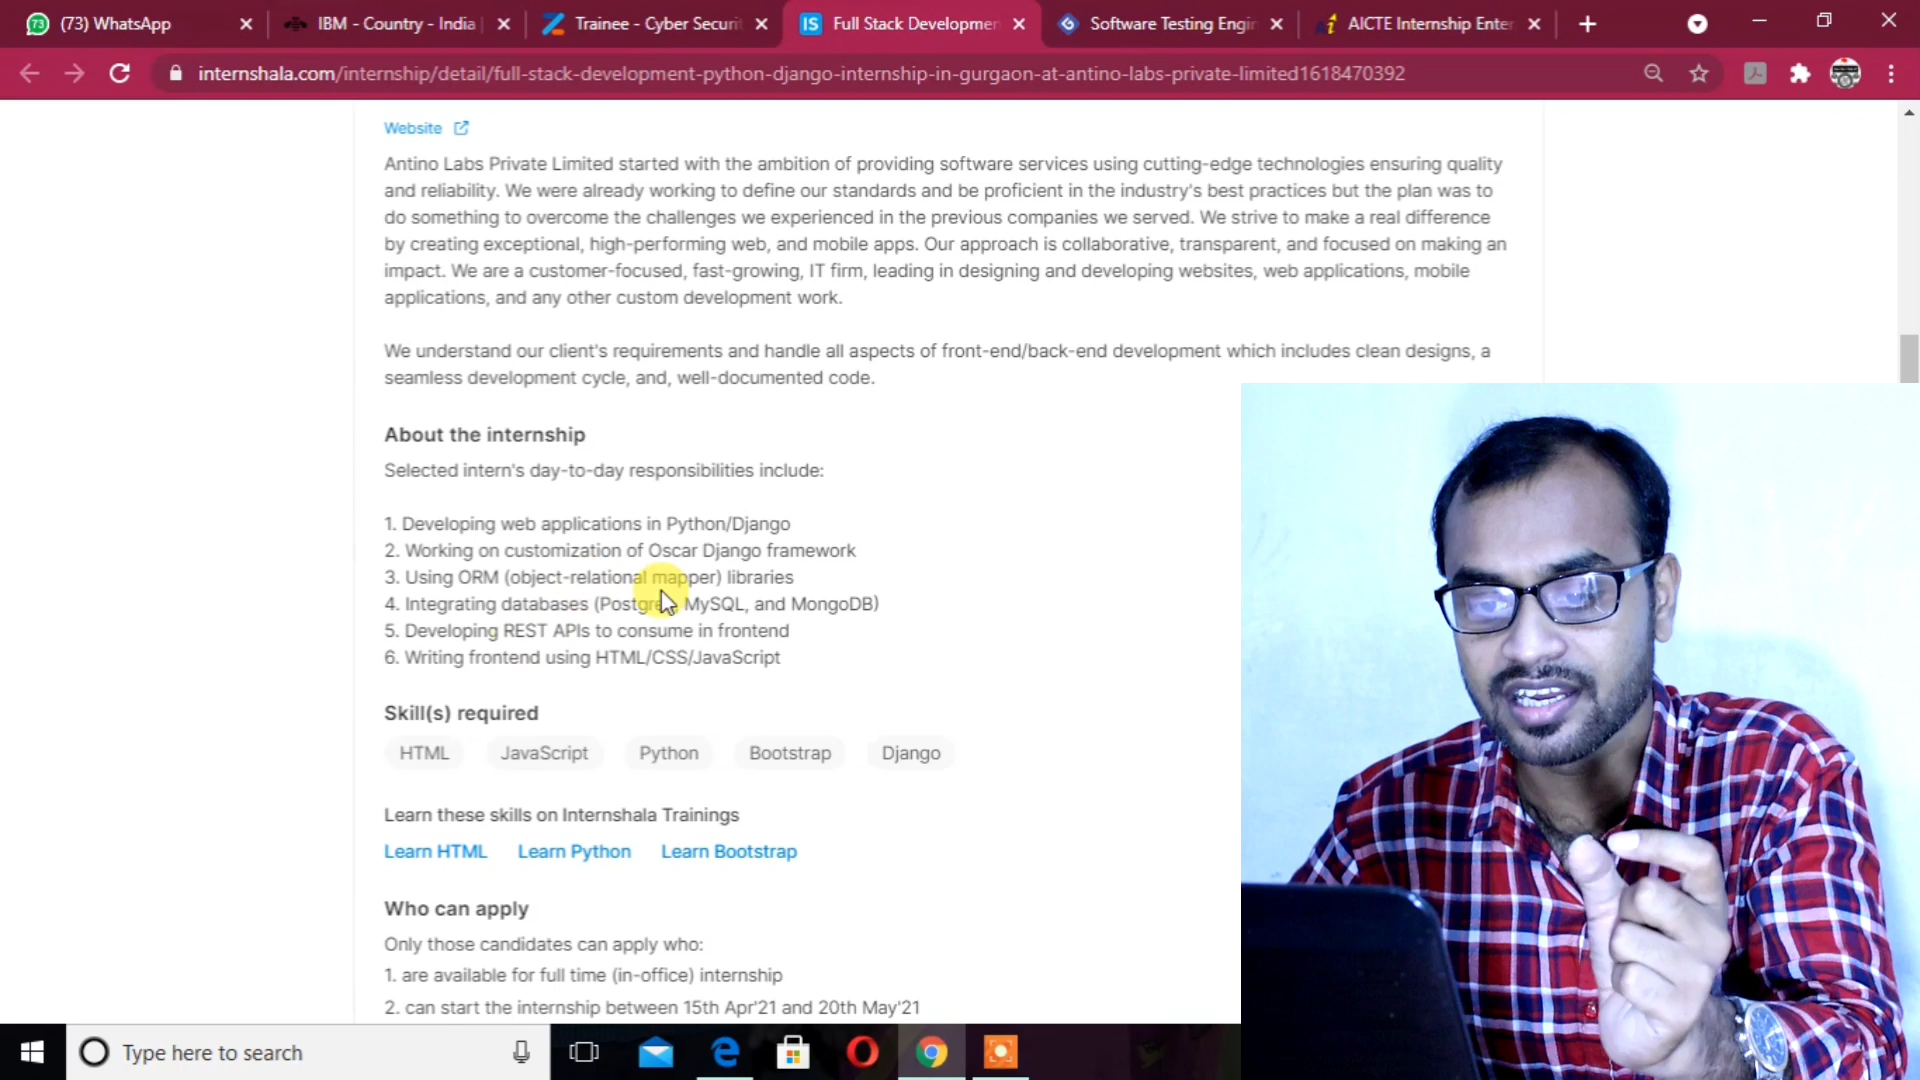 (73) WhatsApp
IBM - Country - India
Trainee - Cyber Securit
Full Stack Developmen
Software Testing Engin
AICTE Internship Enter
internshala.com/internship/detail/full-stack-development-python-django-internship-in-gurgaon-at-antino-labs-private-limited1618470392
Website
Antino Labs Private Limited started with the ambition of providing software services using cutting-edge technologies ensuring quality
and reliability. We were already working to define our standards and be proficient in the industry's best practices but the plan was to
do something to overcome the challenges we experienced in the previous companies we served. We strive to make a real difference
by creating exceptional, high-performing web, and mobile apps. Our approach is collaborative, transparent, and focused on making an
impact. We are a customer-focused, fast-growing, IT firm, leading in designing and developing websites, web applications, mobile
applications, and any other custom development work.
We understand our client's requirements and handle all aspects of front-end/back-end development which includes clean designs, a
seamless development cycle, and, well-documented code.
About the internship
Selected intern's day-to-day responsibilities include:
1. Developing web applications in Python/Django
2. Working on customization of Oscar Django framework
3. Using ORM (object-relational mapper) libraries
4. Integrating databases (Postgre, MySQL, and MongoDB)
5. Developing REST APIs to consume in frontend
6. Writing frontend using HTML/CSS/JavaScript
Skill(s) required
HTML JavaScript Python Bootstrap Django
Learn these skills on Internshala Trainings
Learn HTML Learn Python Learn Bootstrap
Who can apply
Only those candidates can apply who:
1. are available for full time (in-office) internship
2. can start the internship between 15th Apr'21 and 20th May'21
Type here to search